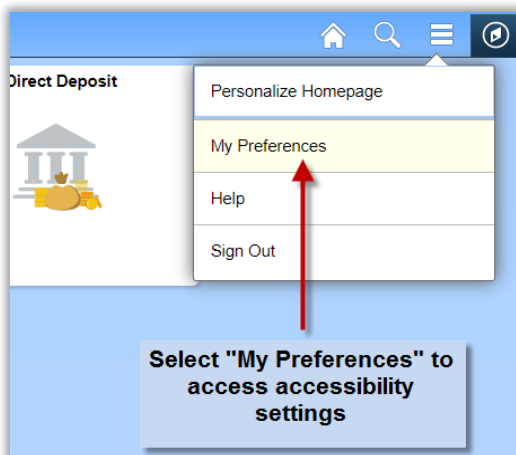 Direct Deposit
Personalize Homepage
My Preferences
Help
Sign Out
Select "My Preferences" to
access accessibility
settings